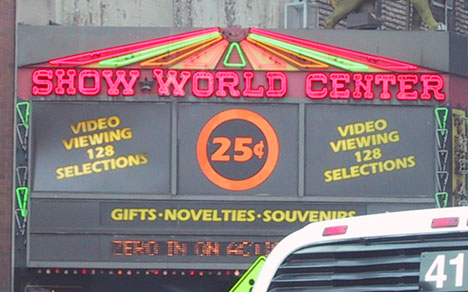 SHOW WORLD CENTER
VIDEO
VIEWING
128
SELECTIONS
25¢
VIDEO
VIEWING
128
SELECTIONS
GIFTS·NOVELTIES·SOUVENIRS
ZERO IN ON
41